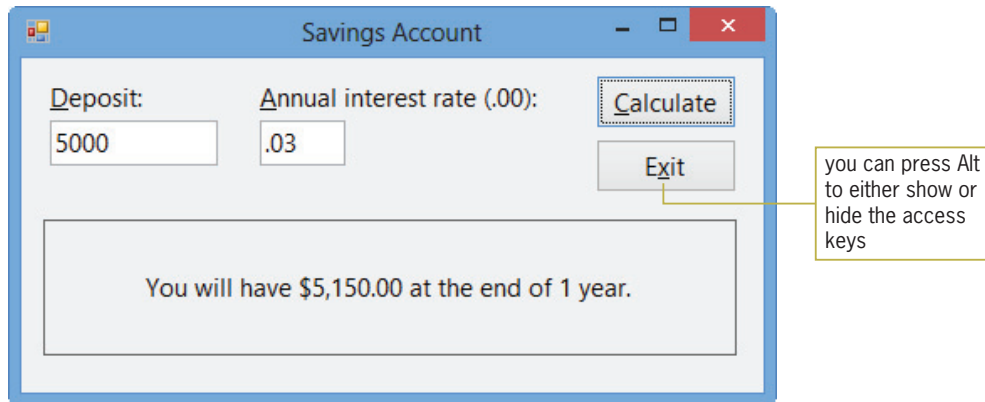 Savings Account
Deposit:
Annual interest rate (.00):
Calculate
5000
.03
Exit
You will have $5,150.00 at the end of 1 year.
you can press Alt
to either show or
hide the access
keys